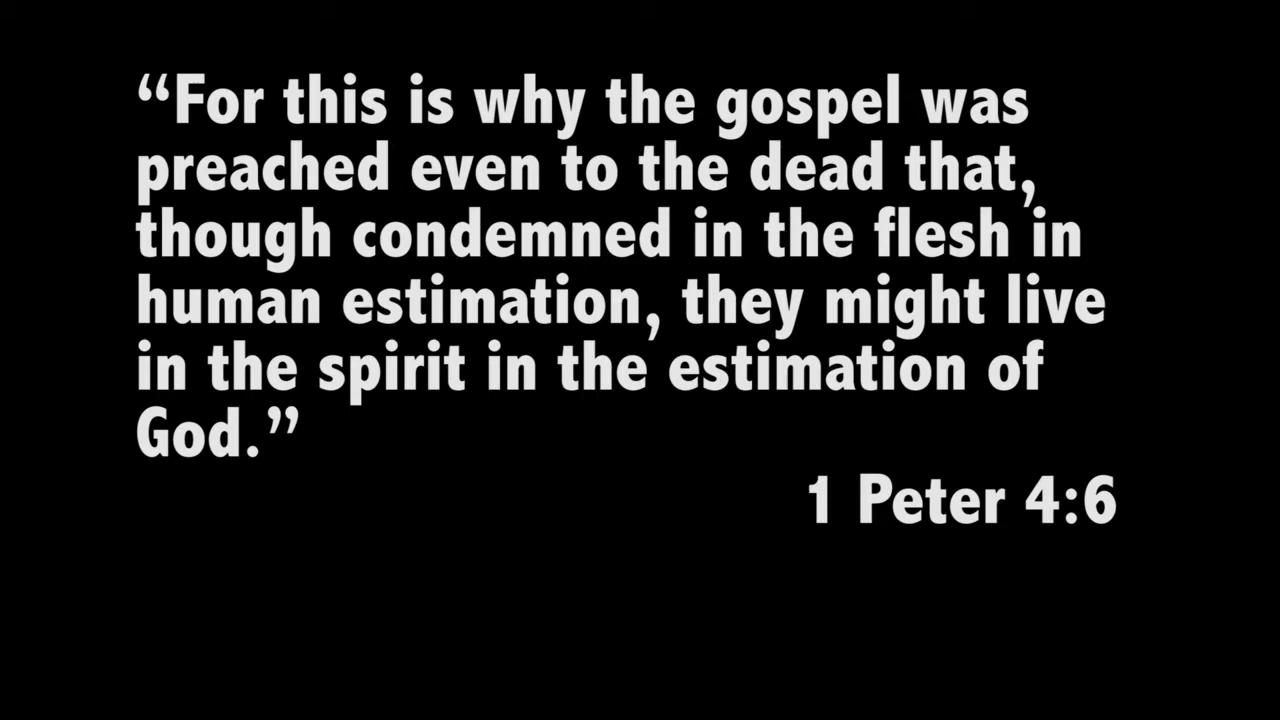 “For this is why the gospel was
preached even to the dead that,
though condemned in the flesh in
human estimation, they might live
in the spirit in the estimation of
God.”
1 Peter 4:6